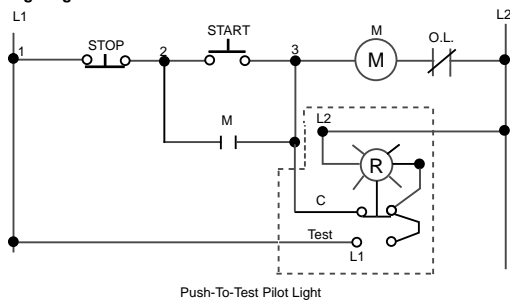 L1
L2
STOP
START
M
O.L.
1
2
3
M
M
L2
R
C
Test
L1
Push-To-Test Pilot Light